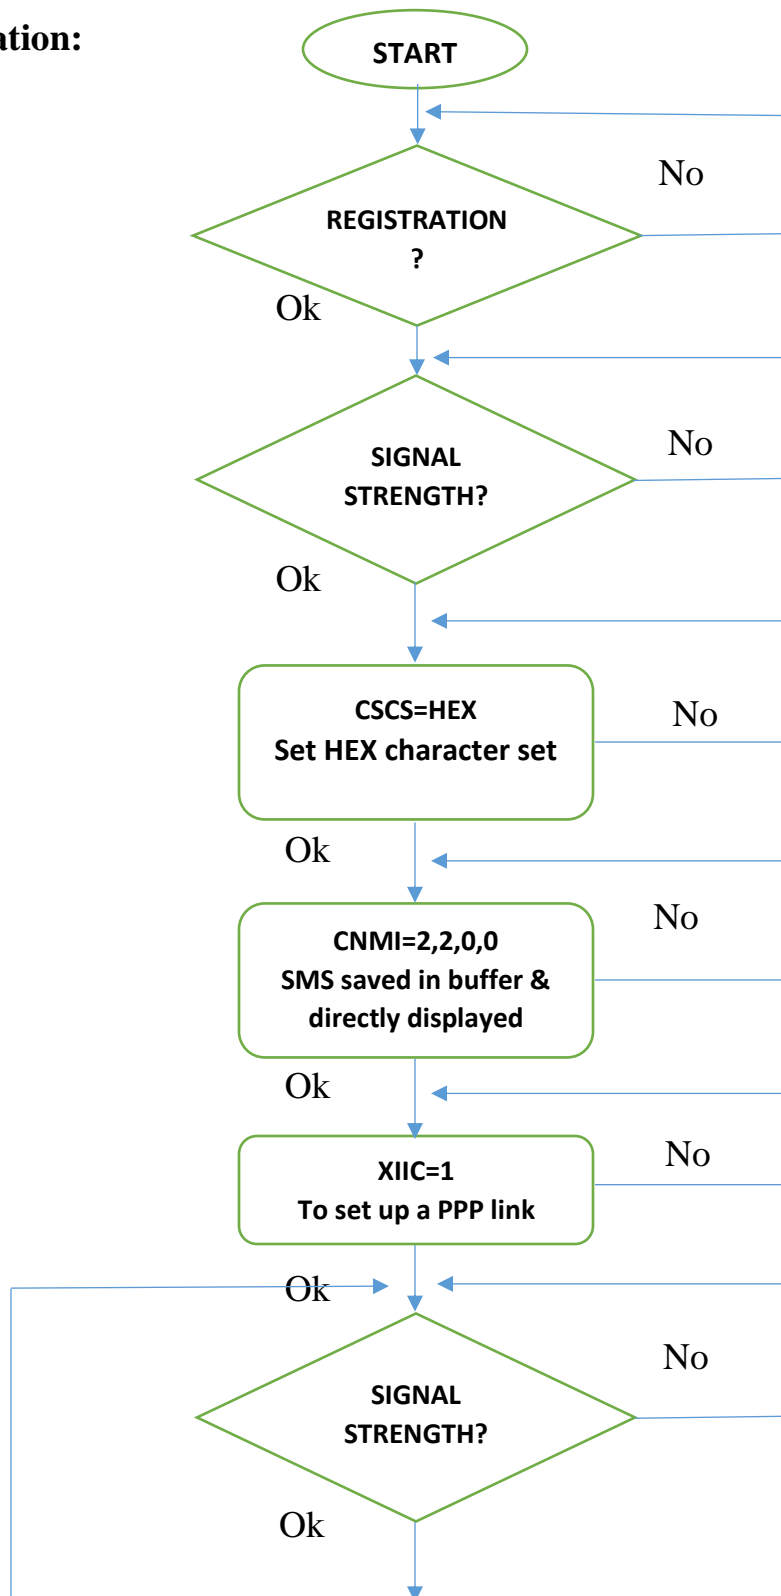 ation:
START
No
REGISTRATION
?
Ok
No
SIGNAL
STRENGTH?
Ok
CSCS=HEX
Set HEX character set
No
Ok
No
CNMI=2,2,0,0
SMS saved in buffer &
directly displayed
Ok
No
XIIC=1
To set up a PPP link
Ok
No
SIGNAL
STRENGTH?
Ok